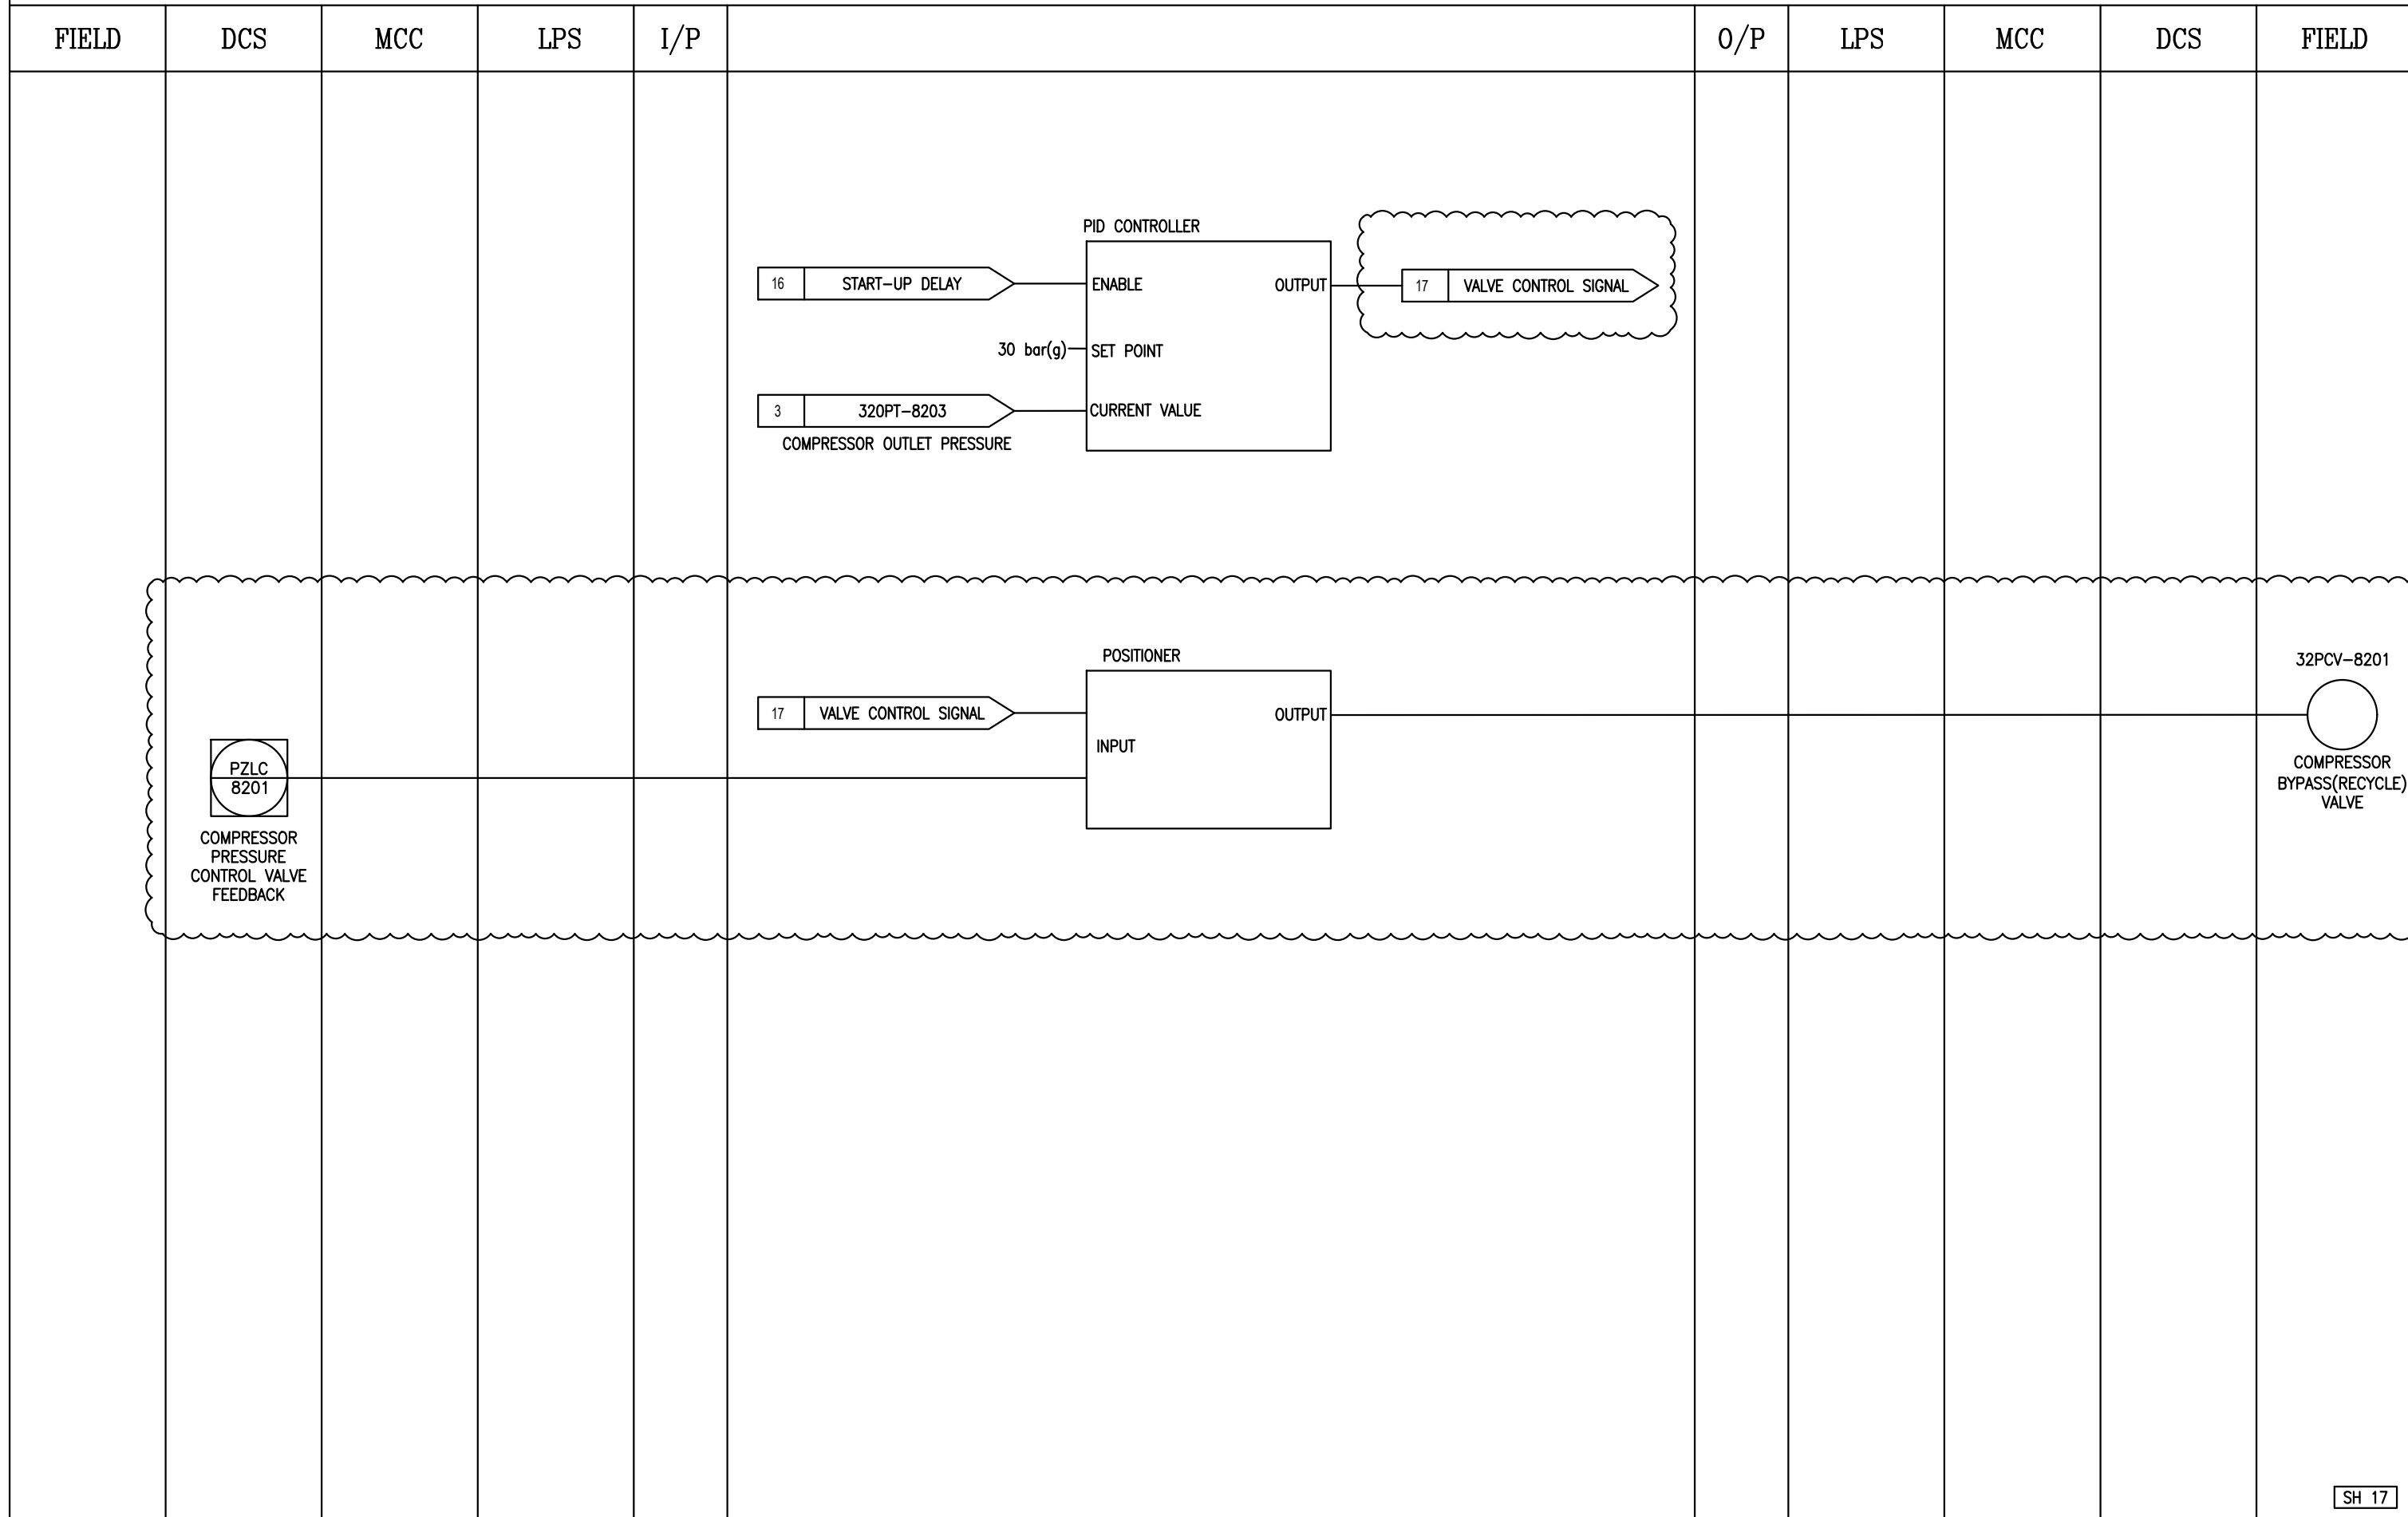 FIELD
DCS
MCC
LPS
I/P
O/P
LPS
MCC
DCS
FIELD
PID CONTROLLER
16
START-UP DELAY
ENABLE
OUTPUT
17
VALVE CONTROL SIGNAL
30 bar(g)
SET POINT
3
320PT-8203
CURRENT VALUE
COMPRESSOR OUTLET PRESSURE
POSITIONER
32PCV-8201
17
VALVE CONTROL SIGNAL
OUTPUT
INPUT
COMPRESSOR
BYPASS(RECYCLE)
VALVE
PZLC
8201
COMPRESSOR
PRESSURE
CONTROL VALVE
FEEDBACK
SH 17